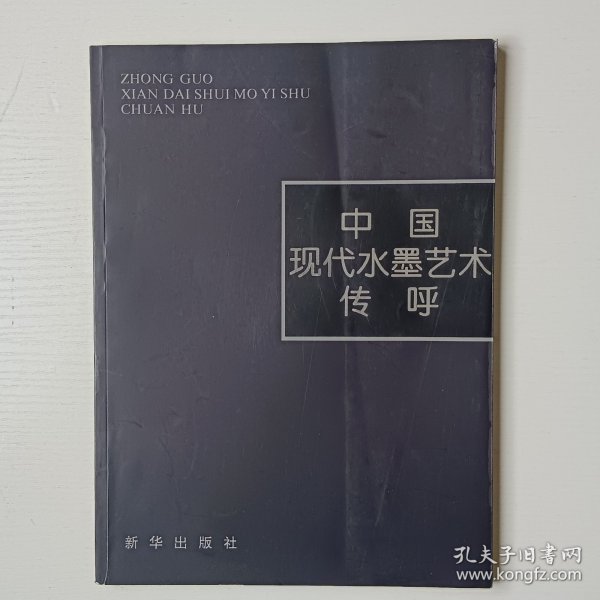 ZHONG GUO
XIAN DAI SHUI MO YI SHU
CHUAN HU
中 国
现代水墨艺术
传 呼
新华出版社
孔夫子旧書网
www.kongfz.com